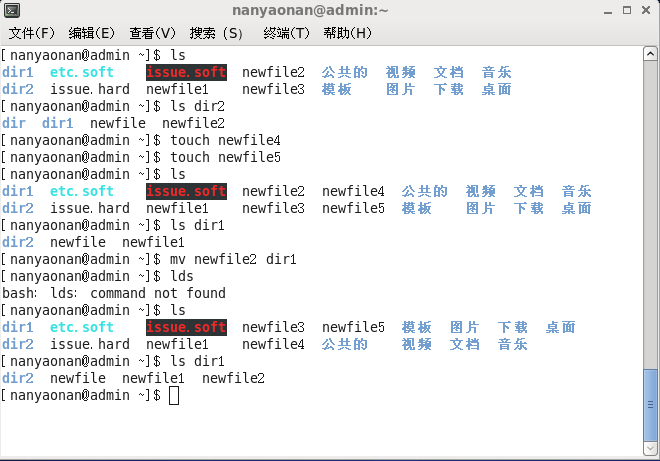 nanyaonan@admin:~
文件(F) 编辑(E) 查看(V) 搜索 (S) 终端(T) 帮助(H)
[nanyaonan@admin ~]$ ls
dir1 etc.soft issue.soft newfile2 公共的 视频 文档 音乐
dir2 issue.hard newfile1 newfile3 模板 图片 下载 桌面
[nanyaonan@admin ~]$ ls dir2
dir dir1 newfile newfile2
[nanyaonan@admin ~]$ touch newfile4
[nanyaonan@admin ~]$ touch newfile5
[nanyaonan@admin ~]$ ls
dir1 etc.soft issue.soft newfile2 newfile4 公共的 视频 文档 音乐
dir2 issue.hard newfile1 newfile3 newfile5 模板 图片 下载 桌面
[nanyaonan@admin ~]$ ls dir1
dir2 newfile newfile1
[nanyaonan@admin ~]$ mv newfile2 dir1
[nanyaonan@admin ~]$ lds
bash: lds: command not found
[nanyaonan@admin ~]$ ls
dir1 etc.soft issue.soft newfile3 newfile5 模板 图片 下载 桌面
dir2 issue.hard newfile1 newfile4 公共的 视频 文档 音乐
[nanyaonan@admin ~]$ ls dir1
dir2 newfile newfile1 newfile2
[nanyaonan@admin ~]$